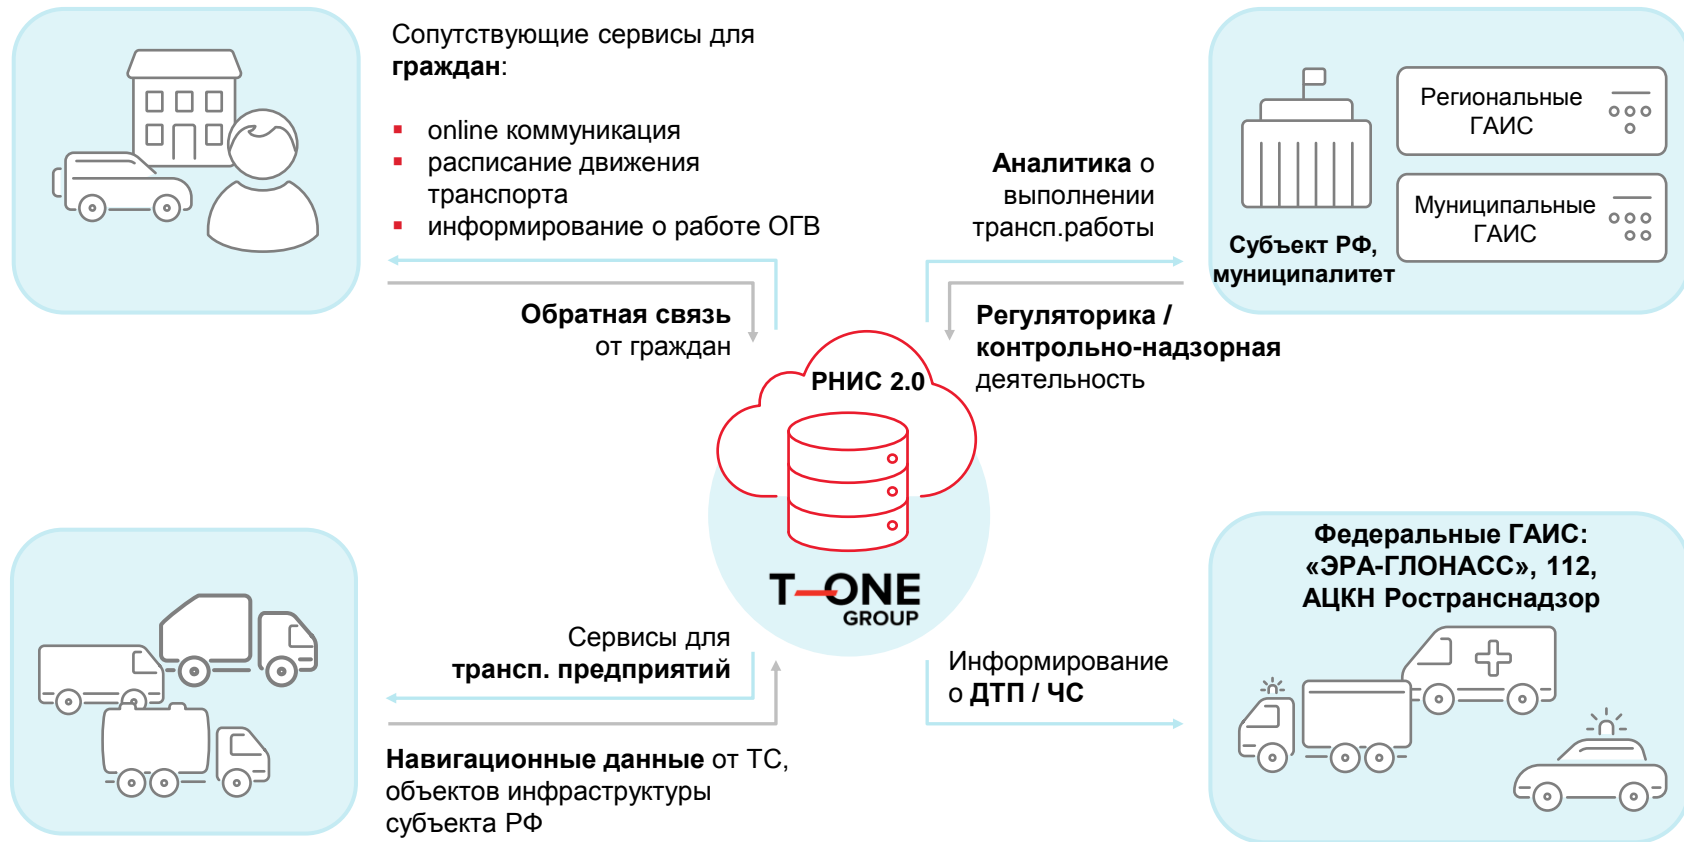 Сопутствующие сервисы для
граждан:
▪ online коммуникация
▪ расписание движения
транспорта
▪ информирование о работе ОГВ
Обратная связь
от граждан
Аналитика о
выполнении
трансп.работы
Регуляторика /
контрольно-надзорная
деятельность
Региональные
ГАИС
Муниципальные
ГАИС
Субъект РФ,
муниципалитет
РНИС 2.0
T-ONE
GROUP
Сервисы для
трансп. предприятий
Навигационные данные от ТС,
объектов инфраструктуры
субъекта РФ
Информирование
о ДТП / ЧС
Федеральные ГАИС:
«ЭРА-ГЛОНАСС», 112,
АЦКН Ространснадзор